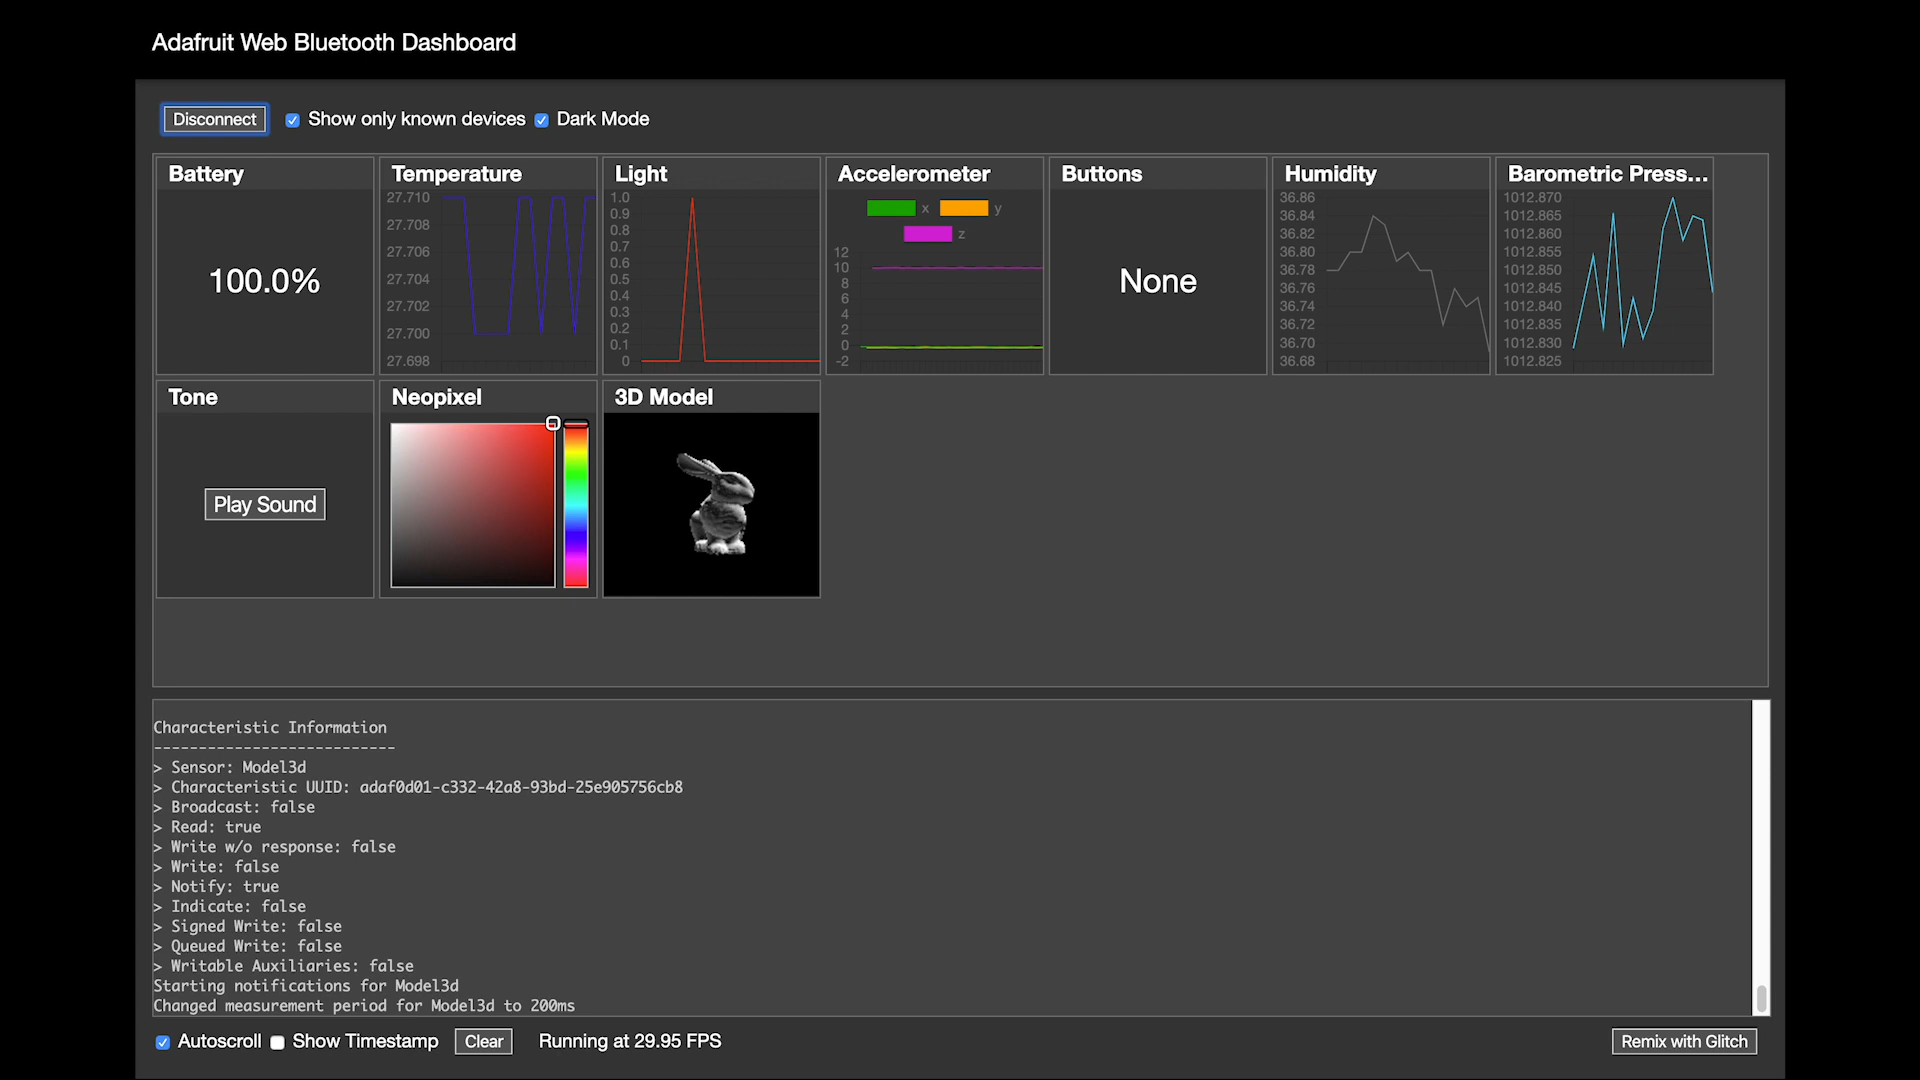 Adafruit Web Bluetooth Dashboard
Disconnect Show only known devices Dark Mode
Battery
100.0%
Temperature
27.710
27.708
27.706
27.704
27.702
27.700
27.698
Light
1.0
0.9
0.8
0.7
0.6
0.5
0.4
0.3
0.2
0.1
0
Accelerometer
x y
z
12
10
8
6
4
2
0
-2
Buttons
None
Humidity
36.86
36.84
36.82
36.80
36.78
36.76
36.74
36.72
36.70
36.68
Barometric Press...
1012.870
1012.865
1012.860
1012.855
1012.850
1012.845
1012.840
1012.835
1012.830
1012.825
Tone
Play Sound
Neopixel
3D Model
Characteristic Information
---------------------------
> Sensor: Model3d
> Characteristic UUID: adaf0d01-c332-42a8-93bd-25e905756cb8
> Broadcast: false
> Read: true
> Write w/o response: false
> Write: false
> Notify: true
> Indicate: false
> Signed Write: false
> Queued Write: false
> Writable Auxiliaries: false
Starting notifications for Model3d
Changed measurement period for Model3d to 200ms
Autoscroll Show Timestamp Clear Running at 29.95 FPS Remix with Glitch